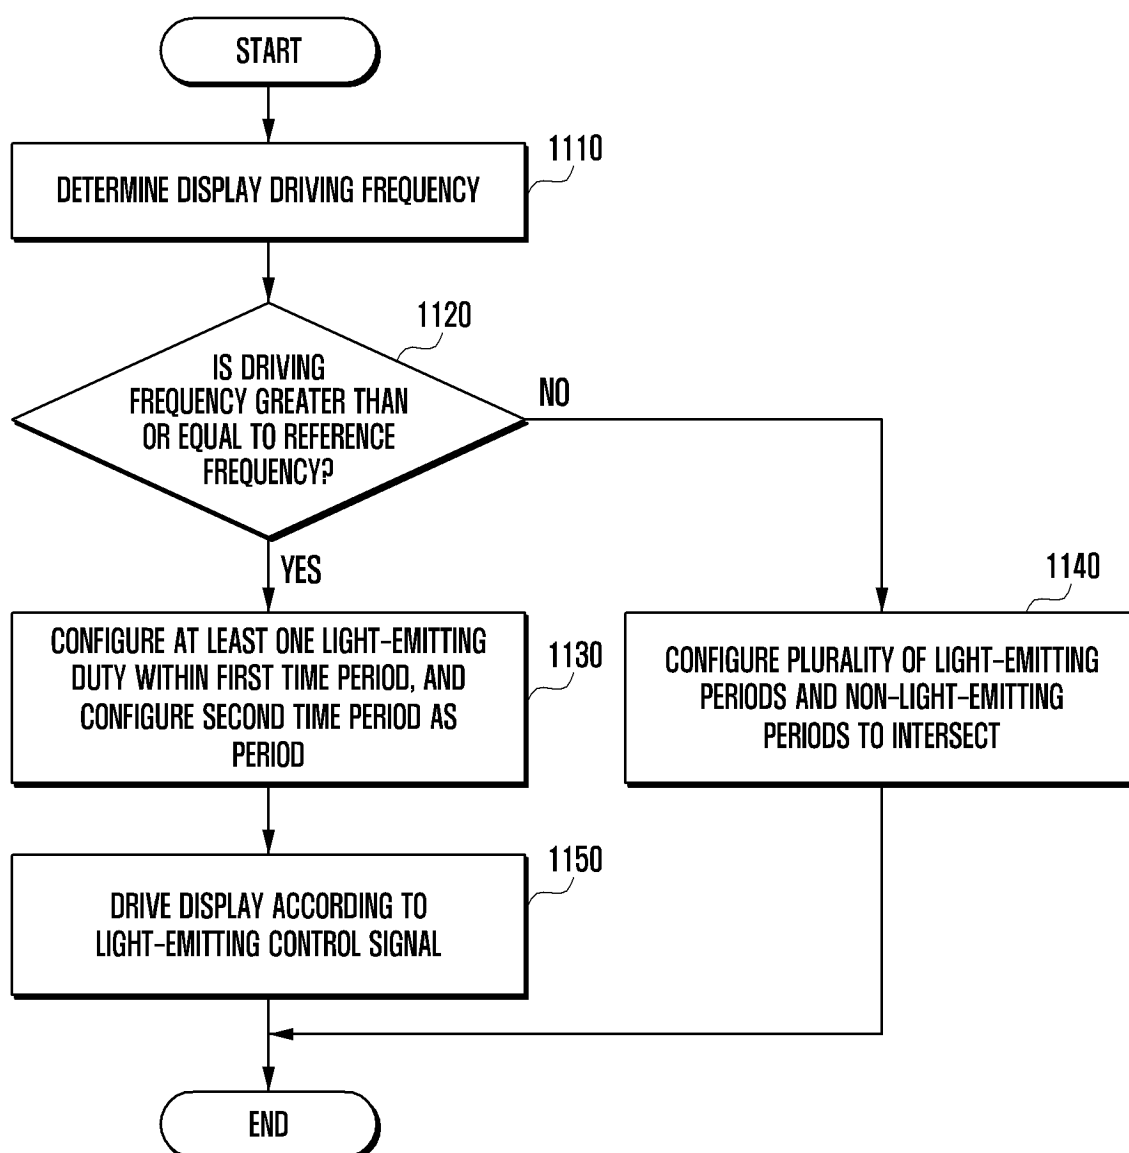 START
1110
DETERMINE DISPLAY DRIVING FREQUENCY
1120
IS DRIVING
FREQUENCY GREATER THAN
OR EQUAL TO REFERENCE
FREQUENCY?
NO
YES
1130
CONFIGURE AT LEAST ONE LIGHT-EMITTING
DUTY WITHIN FIRST TIME PERIOD, AND
CONFIGURE SECOND TIME PERIOD AS
PERIOD
1140
CONFIGURE PLURALITY OF LIGHT-EMITTING
PERIODS AND NON-LIGHT-EMITTING
PERIODS TO INTERSECT
1150
DRIVE DISPLAY ACCORDING TO
LIGHT-EMITTING CONTROL SIGNAL
END